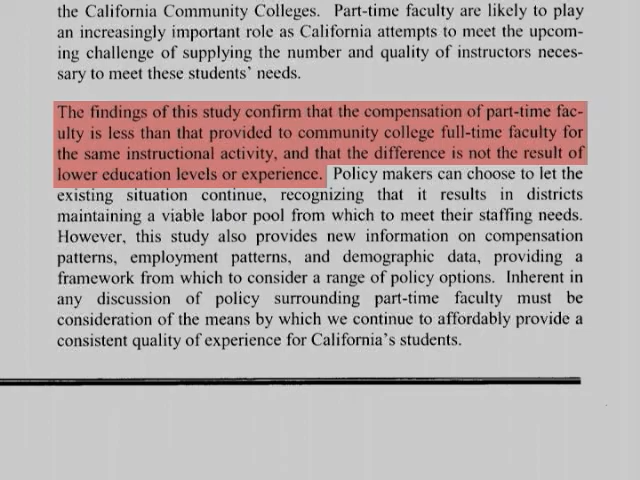 the California Community Colleges. Part-time faculty are likely to play
an increasingly important role as California attempts to meet the upcom-
ing challenge of supplying the number and quality of instructors neces-
sary to meet these students' needs.
The findings of this study confirm that the compensation of part-time fac-
ulty is less than that provided to community college full-time faculty for
the same instructional activity, and that the difference is not the result of
lower education levels or experience. Policy makers can choose to let the
existing situation continue, recognizing that it results in districts
maintaining a viable labor pool from which to meet their staffing needs.
However, this study also provides new information on compensation
patterns, employment patterns, and demographic data, providing a
framework from which to consider a range of policy options. Inherent in
any discussion of policy surrounding part-time faculty must be
consideration of the means by which we continue to affordably provide a
consistent quality of experience for California's students.